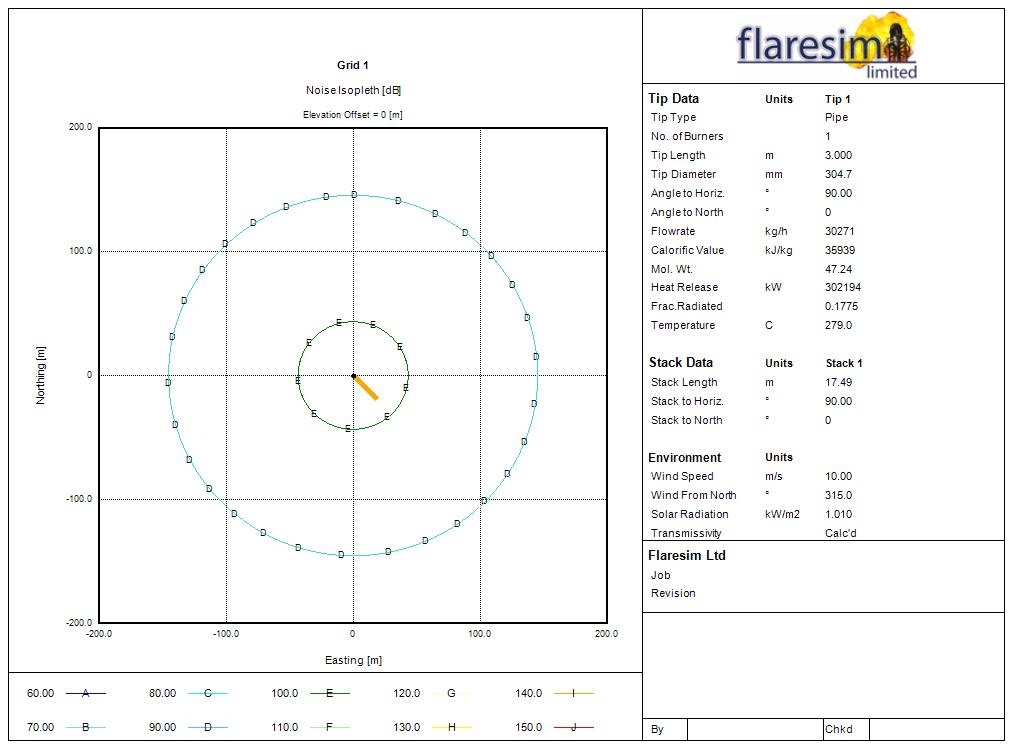 Grid 1
Noise Isopleth [dB]
Elevation Offset = 0 [m]
200.0
100.0
0
-100.0
-200.0
Northing [m]
-200.0 -100.0 0 100.0 200.0
Easting [m]
D D D D D D D D D D D D D D D D D D D D D D D D D D D D D D D
E E E E E E E E E
60.00 A 80.00 C 100.0 E 120.0 G 140.0 I
70.00 B 90.00 D 110.0 F 130.0 H 150.0 J
flaresim
limited
Tip Data Units Tip 1
Tip Type Pipe
No. of Burners 1
Tip Length m 3.000
Tip Diameter mm 304.7
Angle to Horiz. ° 90.00
Angle to North ° 0
Flowrate kg/h 30271
Calorific Value kJ/kg 35939
Mol. Wt. 47.24
Heat Release kW 302194
Frac.Radiated 0.1775
Temperature C 279.0
Stack Data Units Stack 1
Stack Length m 17.49
Stack to Horiz. ° 90.00
Stack to North ° 0
Environment Units
Wind Speed m/s 10.00
Wind From North ° 315.0
Solar Radiation kW/m2 1.010
Transmissivity Calc'd
Flaresim Ltd
Job
Revision
By Chkd